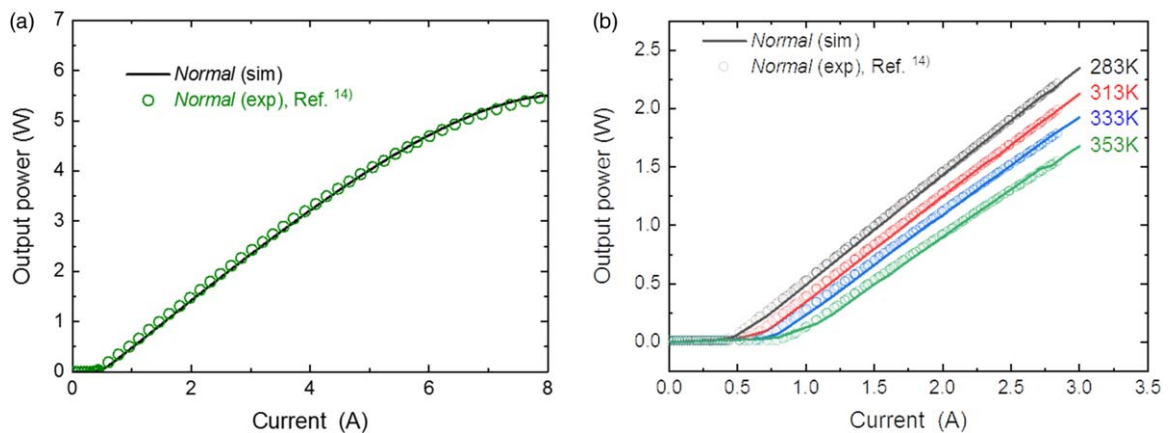 (a)
7
6
5
4
3
2
1
0
Output power (W)
Normal (sim)
Normal (exp), Ref. 14)
0 2 4 6 8
Current (A)
(b)
2.5
2.0
1.5
1.0
0.5
0.0
Output power (W)
Normal (sim)
Normal (exp), Ref. 14)
283K
313K
333K
353K
0.0 0.5 1.0 1.5 2.0 2.5 3.0 3.5
Current (A)